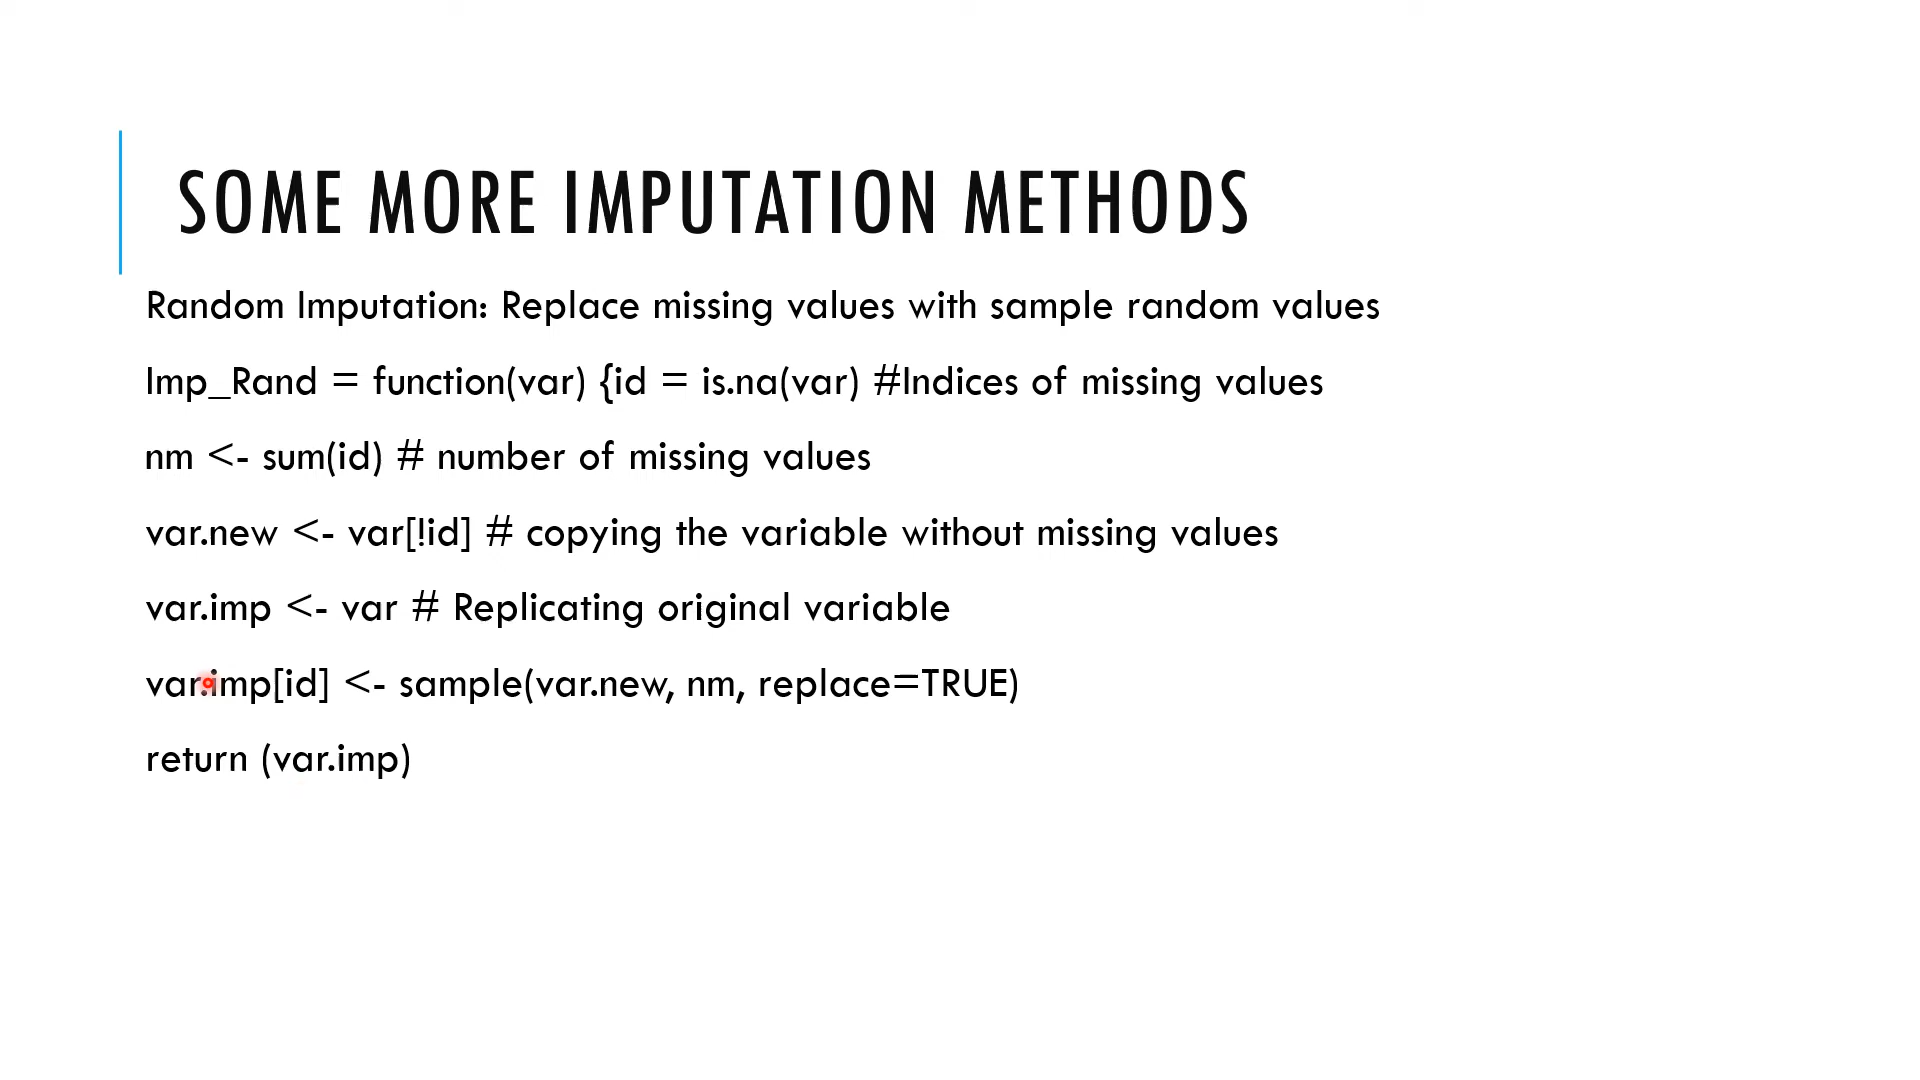 SOME MORE IMPUTATION METHODS
Random Imputation: Replace missing values with sample random values
Imp_Rand = function(var) {id = is.na(var) #Indices of missing values
nm <- sum(id) # number of missing values
var.new <- var[!id] # copying the variable without missing values
var.imp <- var # Replicating original variable
var.imp[id] <- sample(var.new, nm, replace=TRUE)
return (var.imp)